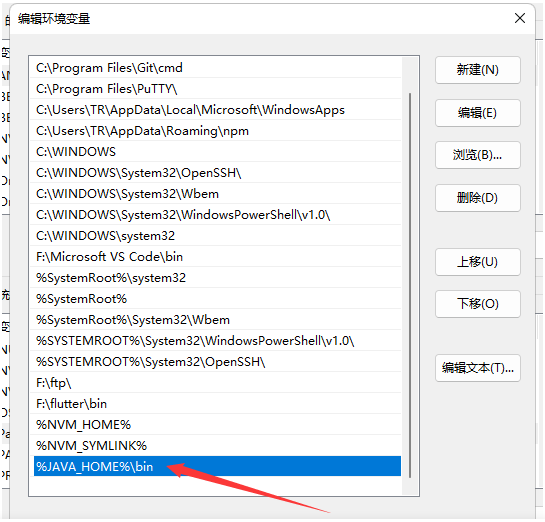 编辑环境变量
C:\Program Files\Git\cmd
C:\Program Files\PuTTY\
C:\Users\TR\AppData\Local\Microsoft\WindowsApps
C:\Users\TR\AppData\Roaming\npm
C:\WINDOWS
C:\WINDOWS\System32\OpenSSH\
C:\WINDOWS\System32\Wbem
C:\WINDOWS\System32\WindowsPowerShell\v1.0\
C:\WINDOWS\system32
F:\Microsoft VS Code\bin
%SystemRoot%\system32
%SystemRoot%
%SystemRoot%\System32\Wbem
%SYSTEMROOT%\System32\WindowsPowerShell\v1.0\
%SYSTEMROOT%\System32\OpenSSH\
F:\ftp\
F:\flutter\bin
%NVM_HOME%
%NVM_SYMLINK%
%JAVA_HOME%\bin
新建(N)
编辑(E)
浏览(B)...
删除(D)
上移(U)
下移(O)
编辑文本(T)...